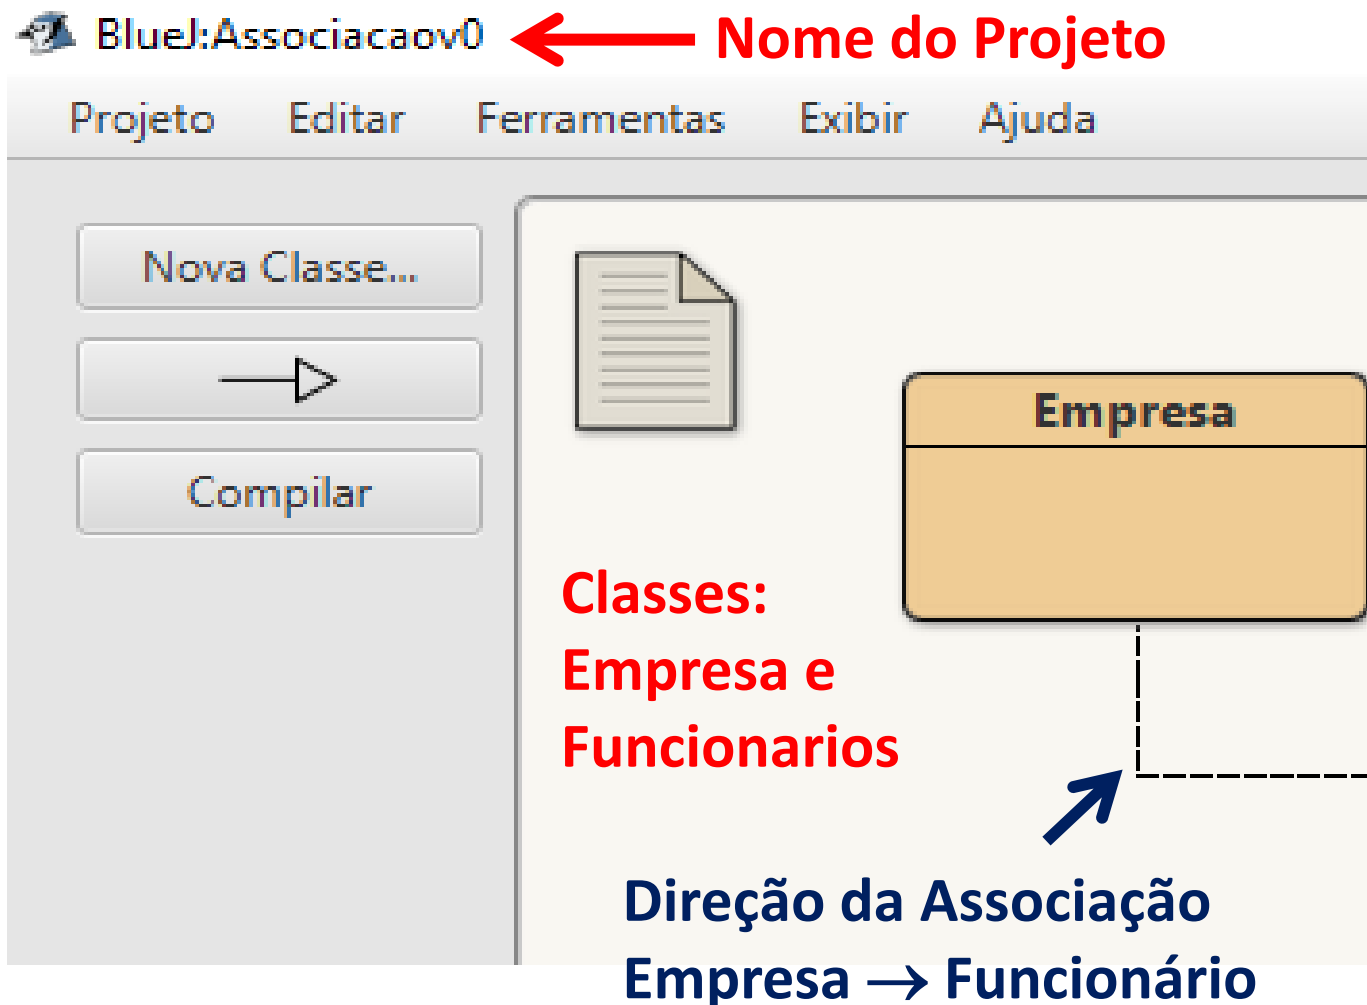 BlueJ:Associacaov0
Nome do Projeto
Projeto Editar Ferramentas Exibir Ajuda
Nova Classe...
Compilar
Empresa
Classes:
Empresa e
Funcionarios
Direção da Associação
Empresa → Funcionário